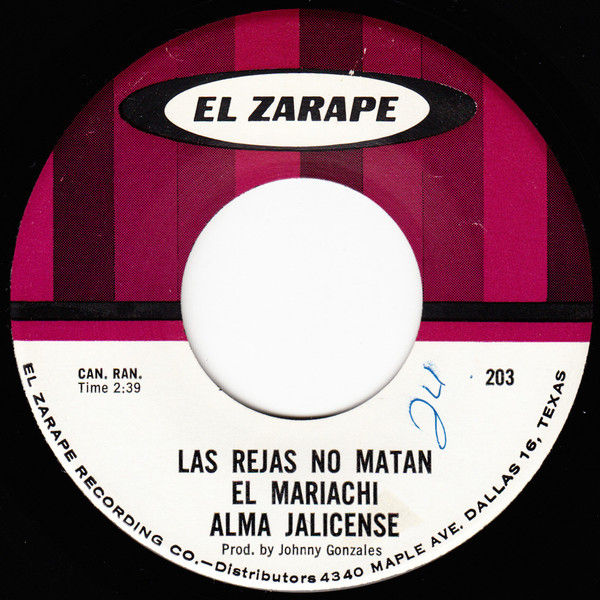 EL ZARAPE
CAN. RAN.
Time 2:39
203
24
LAS REJAS NO MATAN
EL MARIACHI
ALMA JALICENSE
Prod. by Johnny Gonzales
EL ZARAPE RECORDING CO.—Distributors 4340 MAPLE AVE. DALLAS 16, TEXAS